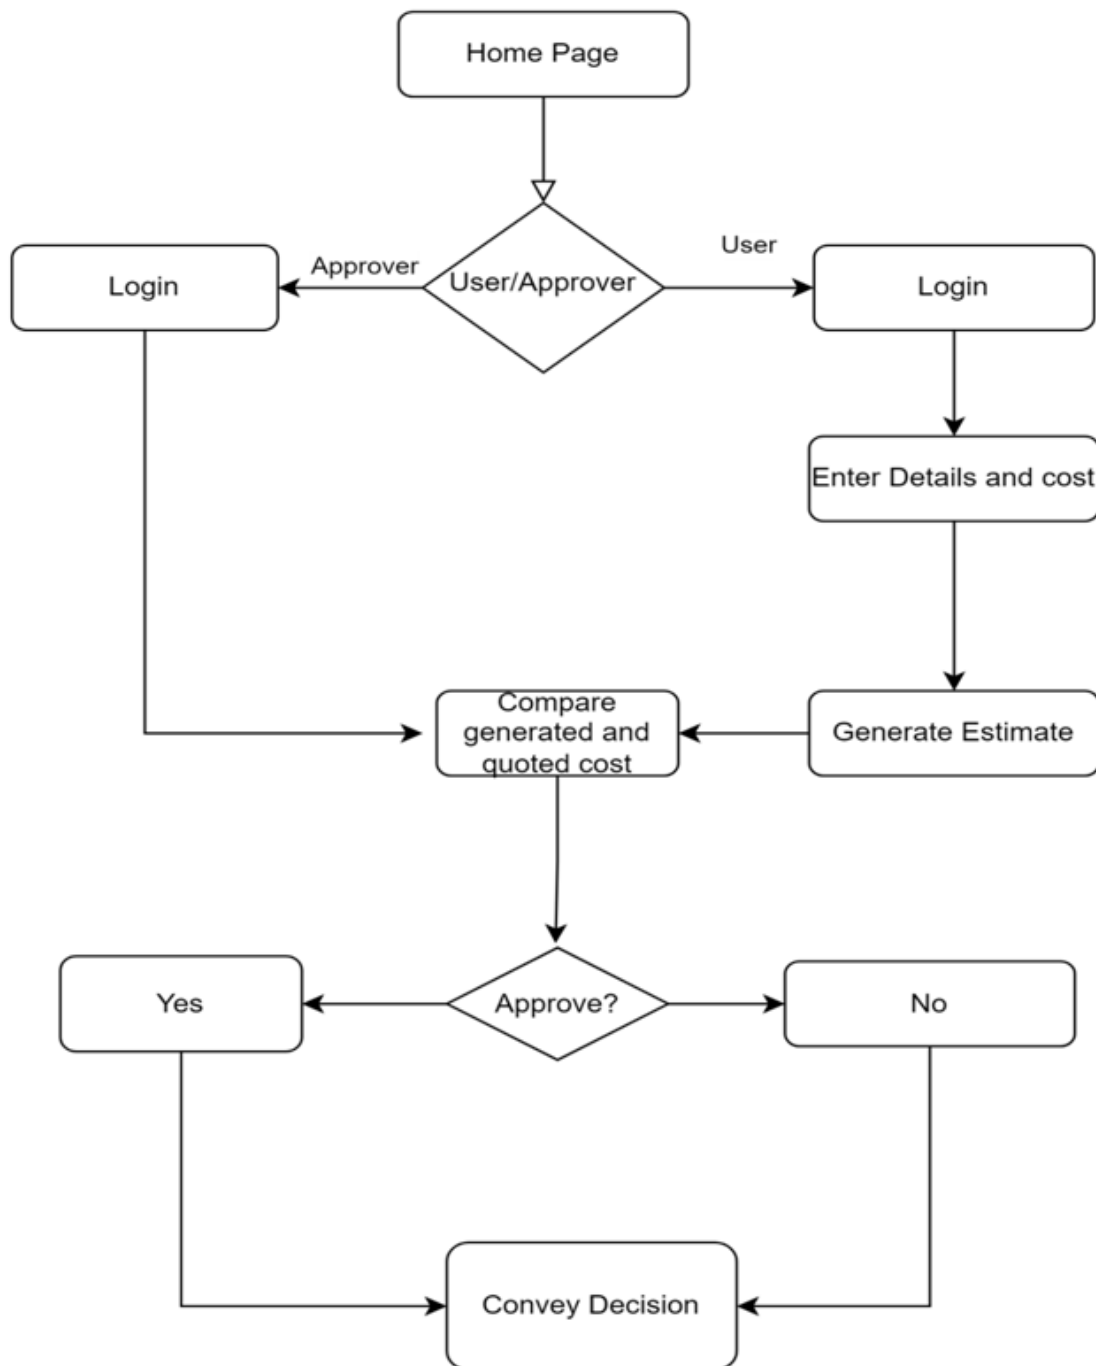 Home Page
Approver
User
Login
User/Approver
Login
Enter Details and cost
Compare
generated and
quoted cost
Generate Estimate
Yes
Approve?
No
Convey Decision